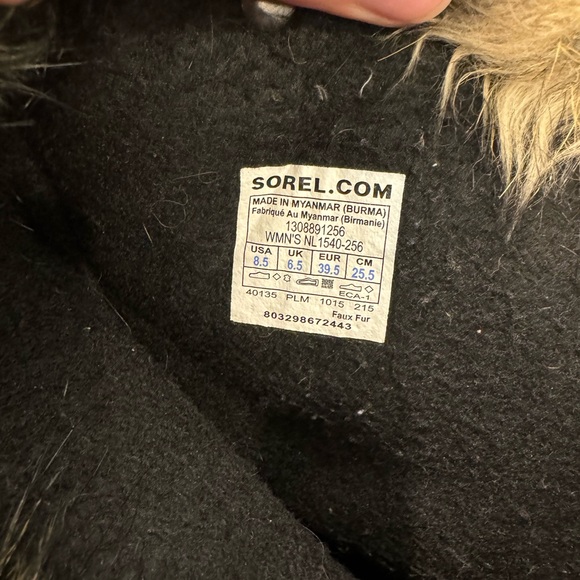 SOREL.COM
MADE IN MYANMAR (BURMA)
Fabriqué Au Myanmar (Birmanie)
1308891256
WMN'S NL1540-256
USA UK EUR CM
8.5 6.5 39.5 25.5
ECA-1
40135 PLM 1015 215
Faux Fur
803298672443